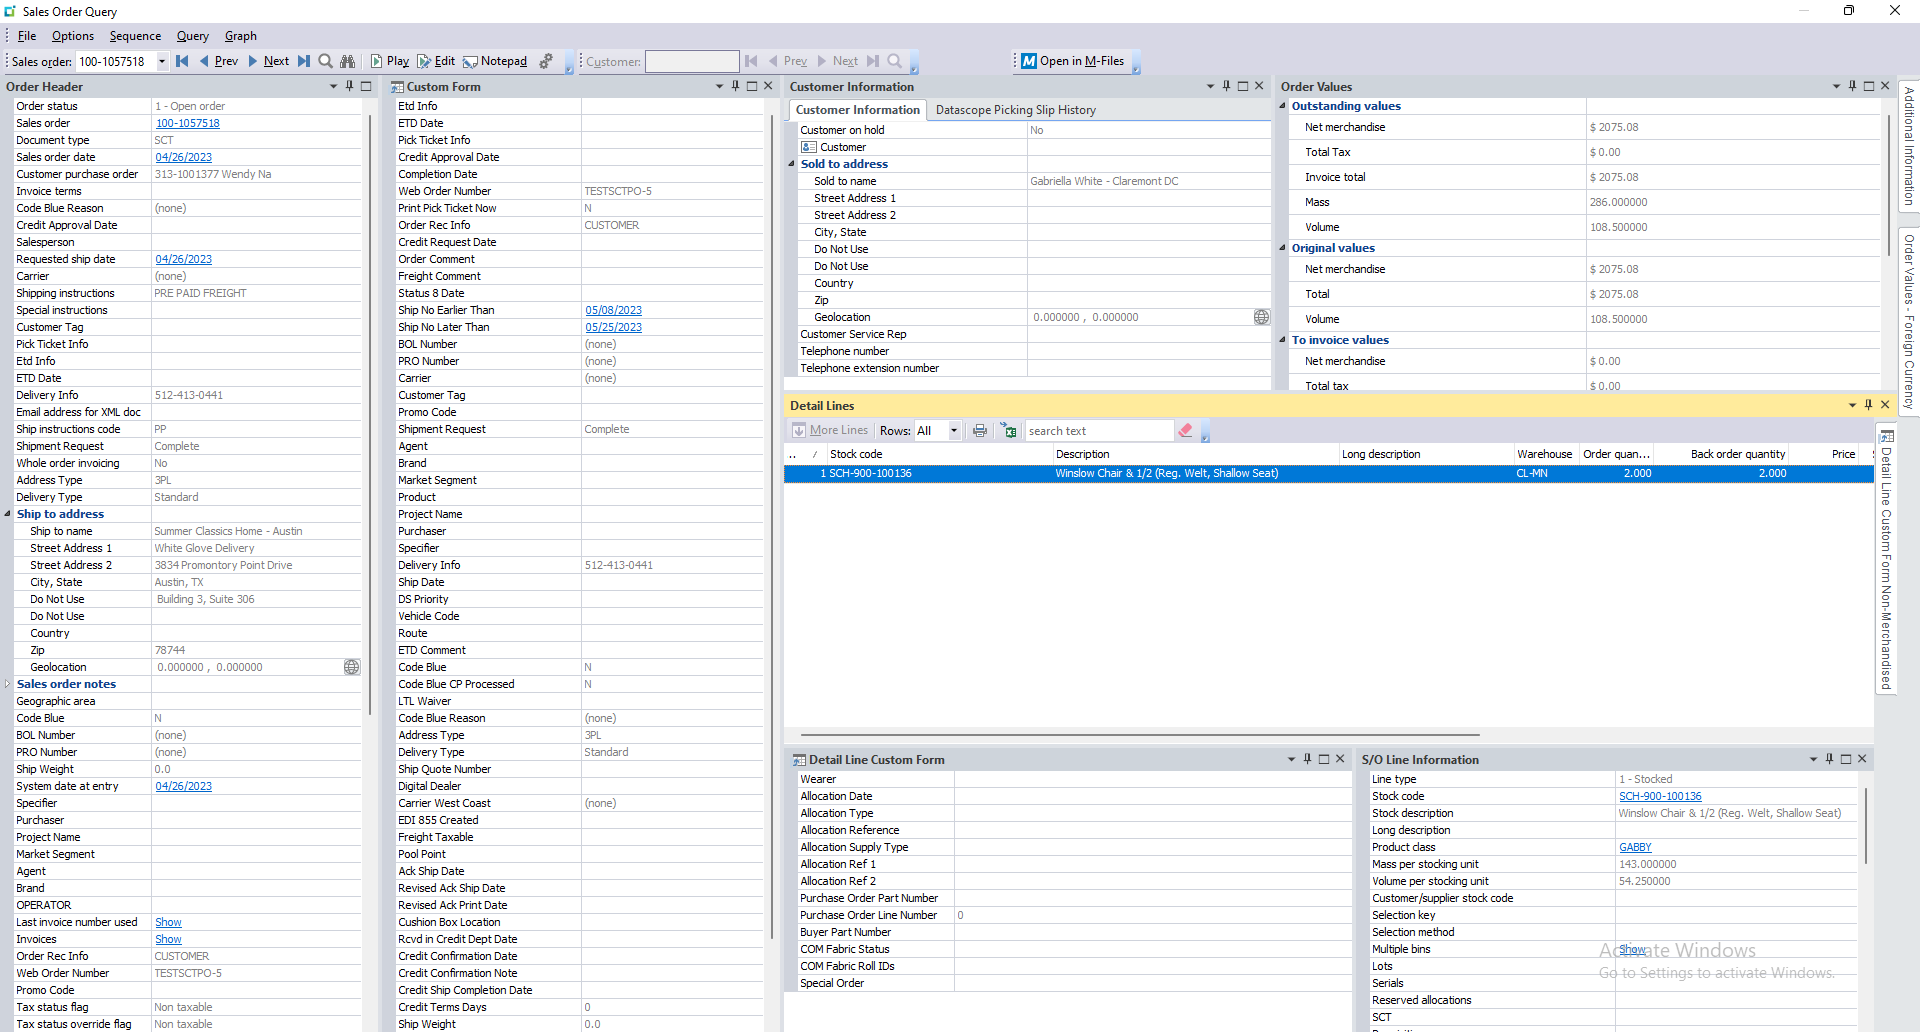 Sales Order Query
File Options Sequence Query Graph
Sales order: 100-1057518 Prev Next Play Edit Notepad Customer: Prev Next Open in M-Files
Order Header
Order status 1 - Open order
Sales order 100-1057518
Document type SCT
Sales order date 04/26/2023
Customer purchase order 313-1001377 Wendy Na
Invoice terms
Code Blue Reason (none)
Credit Approval Date
Salesperson
Requested ship date 04/26/2023
Carrier (none)
Shipping instructions PRE PAID FREIGHT
Special instructions
Customer Tag
Pick Ticket Info
Etd Info
ETD Date
Delivery Info 512-413-0441
Email address for XML doc
Ship instructions code PP
Shipment Request Complete
Whole order invoicing No
Address Type 3PL
Delivery Type Standard
Ship to address
Ship to name Summer Classics Home - Austin
Street Address 1 White Glove Delivery
Street Address 2 3834 Promontory Point Drive
City, State Austin, TX
Do Not Use Building 3, Suite 306
Do Not Use
Country
Zip 78744
Geolocation 0.000000 , 0.000000
Sales order notes
Geographic area
Code Blue N
BOL Number (none)
PRO Number (none)
Ship Weight 0.0
System date at entry 04/26/2023
Specifier
Purchaser
Project Name
Market Segment
Agent
Brand
OPERATOR
Last invoice number used Show
Invoices Show
Order Rec Info CUSTOMER
Web Order Number TESTSCTPO-5
Promo Code
Tax status flag Non taxable
Tax status override flag Non taxable
Custom Form
Etd Info
ETD Date
Pick Ticket Info
Credit Approval Date
Completion Date
Web Order Number TESTSCTPO-5
Print Pick Ticket Now N
Order Rec Info CUSTOMER
Credit Request Date
Order Comment
Freight Comment
Status 8 Date
Ship No Earlier Than 05/08/2023
Ship No Later Than 05/25/2023
BOL Number (none)
PRO Number (none)
Carrier (none)
Customer Tag
Promo Code
Shipment Request Complete
Agent
Brand
Market Segment
Product
Project Name
Purchaser
Specifier
Delivery Info 512-413-0441
Ship Date
DS Priority
Vehicle Code
Route
ETD Comment
Code Blue N
Code Blue CP Processed N
LTL Waiver
Code Blue Reason (none)
Address Type 3PL
Delivery Type Standard
Ship Quote Number
Digital Dealer
Carrier West Coast (none)
EDI 855 Created
Freight Taxable
Pool Point
Ack Ship Date
Revised Ack Ship Date
Revised Ack Print Date
Cushion Box Location
Rcvd in Credit Dept Date
Credit Confirmation Date
Credit Confirmation Note
Credit Ship Completion Date
Credit Terms Days 0
Ship Weight 0.0
Customer Information
Customer Information Datascope Picking Slip History
Customer on hold No
Customer
Sold to address
Sold to name Gabriella White - Claremont DC
Street Address 1
Street Address 2
City, State
Do Not Use
Do Not Use
Country
Zip
Geolocation 0.000000 , 0.000000
Customer Service Rep
Telephone number
Telephone extension number
Order Values
Outstanding values
Net merchandise $ 2075.08
Total Tax $ 0.00
Invoice total $ 2075.08
Mass 286.000000
Volume 108.500000
Original values
Net merchandise $ 2075.08
Total $ 2075.08
Volume 108.500000
To invoice values
Net merchandise $ 0.00
Total tax $ 0.00
Additional Information
Order Values - Foreign Currency
Detail Lines
More Lines Rows: All search text
.. / Stock code Description Long description Warehouse Order quan... Back order quantity Price
1 SCH-900-100136 Winslow Chair & 1/2 (Reg. Welt, Shallow Seat) CL-MN 2.000 2.000
Detail Line Custom Form Non-Merchandised
Detail Line Custom Form
Wearer
Allocation Date
Allocation Type
Allocation Reference
Allocation Supply Type
Allocation Ref 1
Allocation Ref 2
Purchase Order Part Number
Purchase Order Line Number 0
Buyer Part Number
COM Fabric Status
COM Fabric Roll IDs
Special Order
S/O Line Information
Line type 1 - Stocked
Stock code SCH-900-100136
Stock description Winslow Chair & 1/2 (Reg. Welt, Shallow Seat)
Long description
Product class GABBY
Mass per stocking unit 143.000000
Volume per stocking unit 54.250000
Customer/supplier stock code
Selection key
Selection method
Multiple bins Show
Lots
Serials
Reserved allocations
SCT
Activate Windows
Go to Settings to activate Windows.